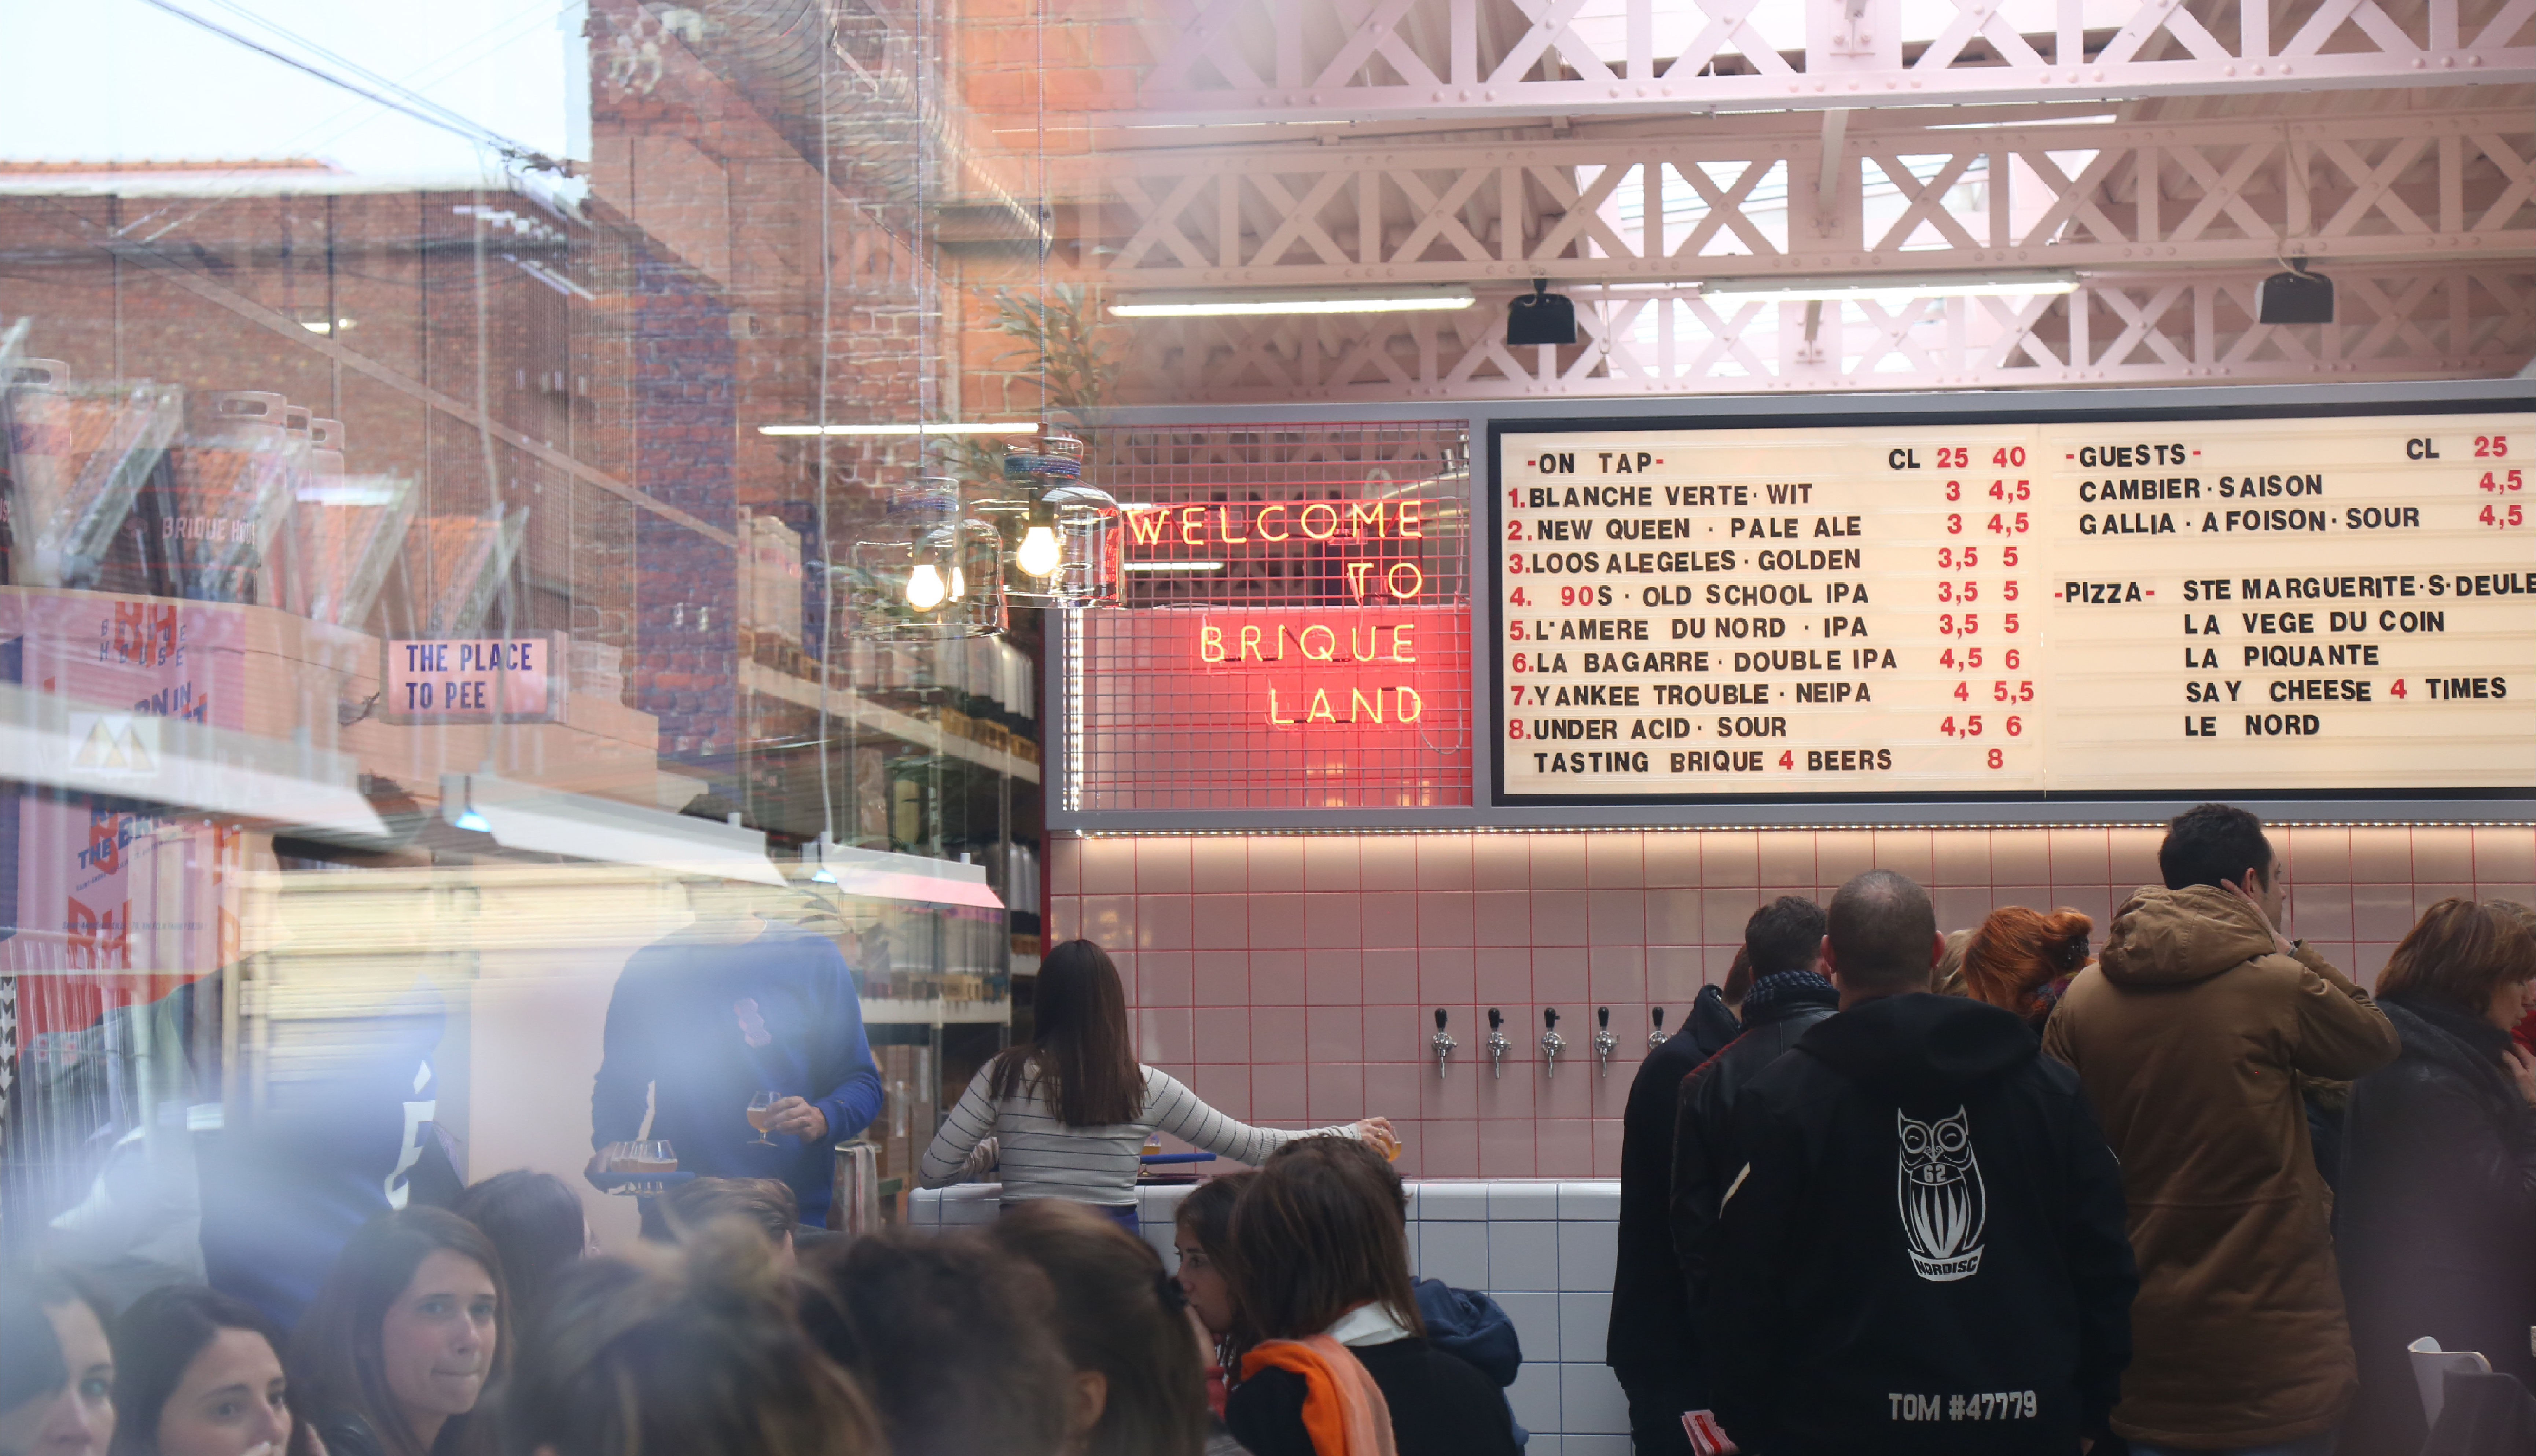 -ON TAP- CL 25 40
1.BLANCHE VERTE·WIT 3 4,5
2.NEW QUEEN · PALE ALE 3 4,5
3.LOOS ALEGELES·GOLDEN 3,5 5
4. 90S · OLD SCHOOL IPA 3,5 5
5.L'AMERE DU NORD · IPA 3,5 5
6.LA BAGARRE·DOUBLE IPA 4,5 6
7.YANKEE TROUBLE·NEIPA 4 5,5
8.UNDER ACID· SOUR 4,5 6
TASTING BRIQUE 4 BEERS 8
-GUESTS- CL 25
CAMBIER·SAISON 4,5
GALLIA·A FOISON·SOUR 4,5
-PIZZA- STE MARGUERITE·S·DEULE
LA VEGE DU COIN
LA PIQUANTE
SAY CHEESE 4 TIMES
LE NORD
WELCOME
TO
BRIQUE
LAND
THE PLACE
TO PEE
BRIQUE
HOUSE
62
NORDISC
TOM #47779